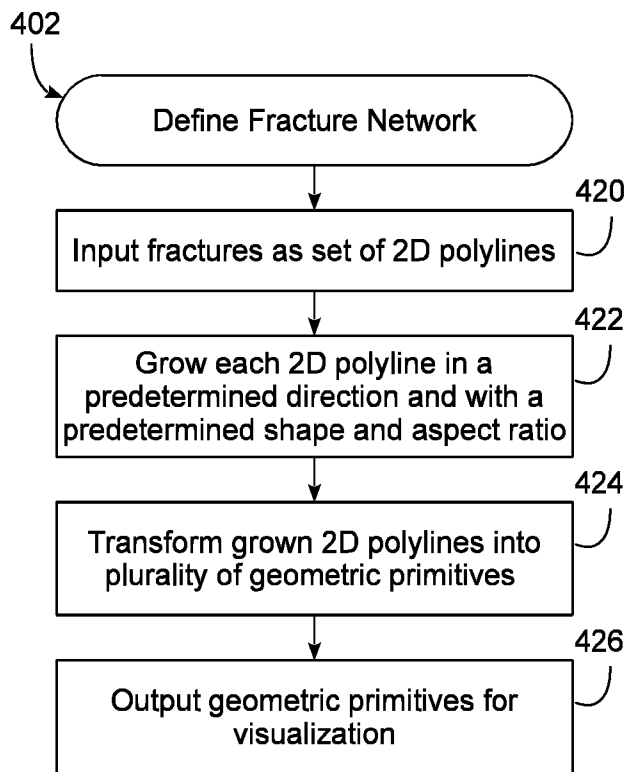 402
Define Fracture Network
420
Input fractures as set of 2D polylines
422
Grow each 2D polyline in a
predetermined direction and with a
predetermined shape and aspect ratio
424
Transform grown 2D polylines into
plurality of geometric primitives
426
Output geometric primitives for
visualization